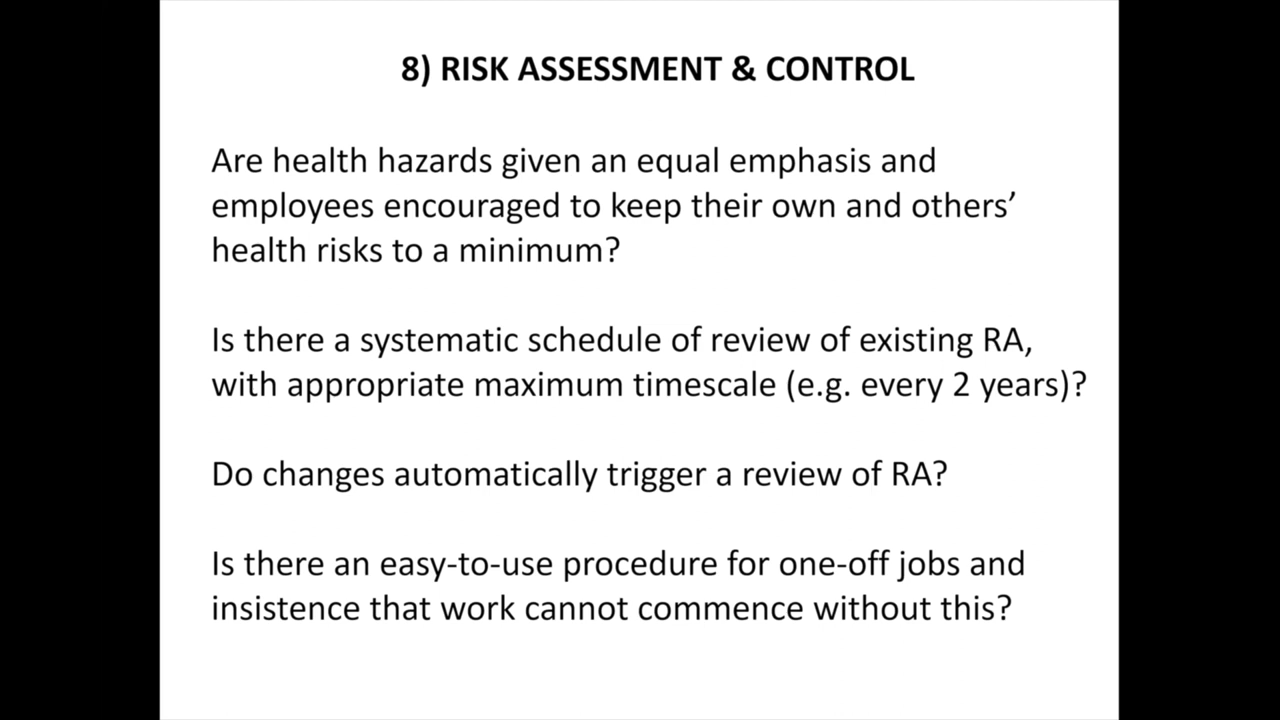 8) RISK ASSESSMENT & CONTROL
Are health hazards given an equal emphasis and
employees encouraged to keep their own and others’
health risks to a minimum?
Is there a systematic schedule of review of existing RA,
with appropriate maximum timescale (e.g. every 2 years)?
Do changes automatically trigger a review of RA?
Is there an easy-to-use procedure for one-off jobs and
insistence that work cannot commence without this?